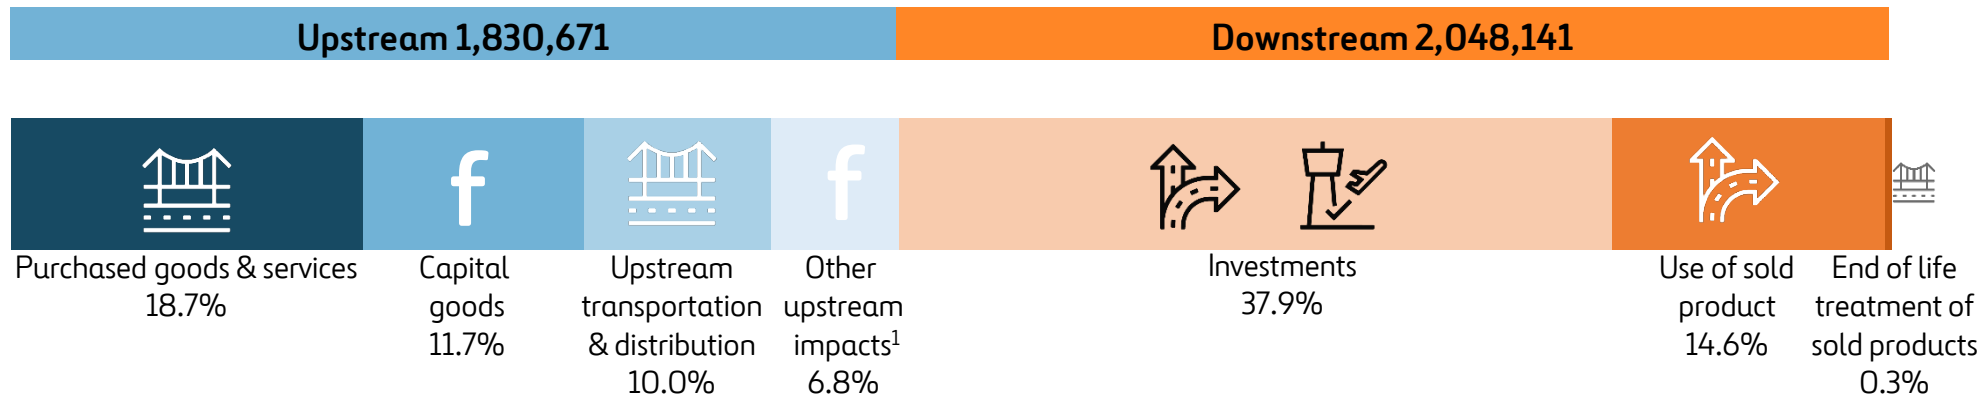 Upstream 1,830,671
Downstream 2,048,141
Purchased goods & services
18.7%
Capital
goods
11.7%
Upstream
transportation
& distribution
10.0%
Other
upstream
impacts¹
6.8%
Investments
37.9%
Use of sold
product
14.6%
End of life
treatment of
sold products
0.3%